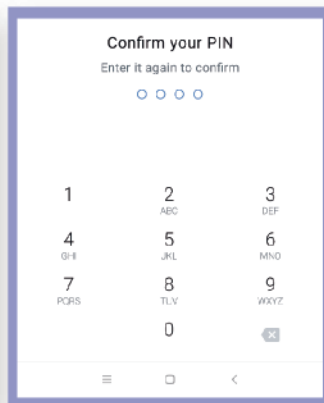 Confirm your PIN
Enter it again to confirm
1 2 3
ABC DEF
4 5 6
GHI JKL MNO
7 8 9
PQRS TUV WXYZ
0